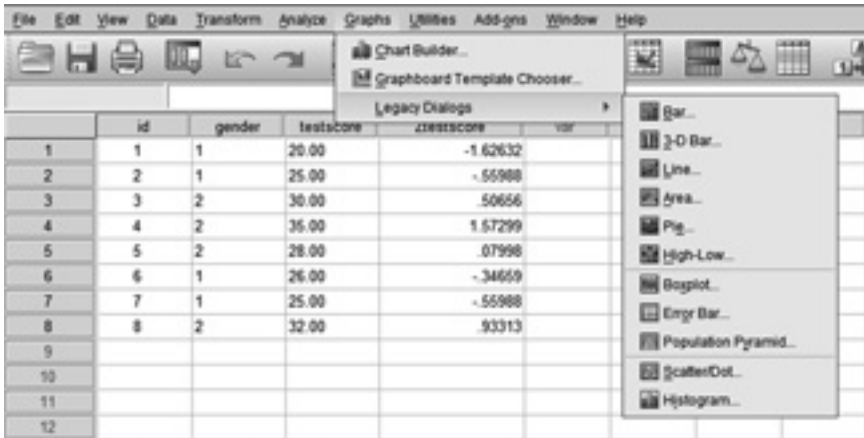 File Edit View Data Transform Analyze Graphs Utilities Add-ons Window Help
Chart Builder...
Graphboard Template Chooser...
Legacy Dialogs
Bar...
3-D Bar...
Line...
Area...
Pie...
High-Low...
Boxplot...
Error Bar...
Population Pyramid...
Scatter/Dot...
Histogram...
id gender testscore Ztestscore var
1 1 1 20.00 -1.62632
2 2 1 25.00 -.55988
3 3 2 30.00 .50656
4 4 2 35.00 1.57299
5 5 2 28.00 .07998
6 6 1 26.00 -.34659
7 7 1 25.00 -.55988
8 8 2 32.00 .93313
9
10
11
12